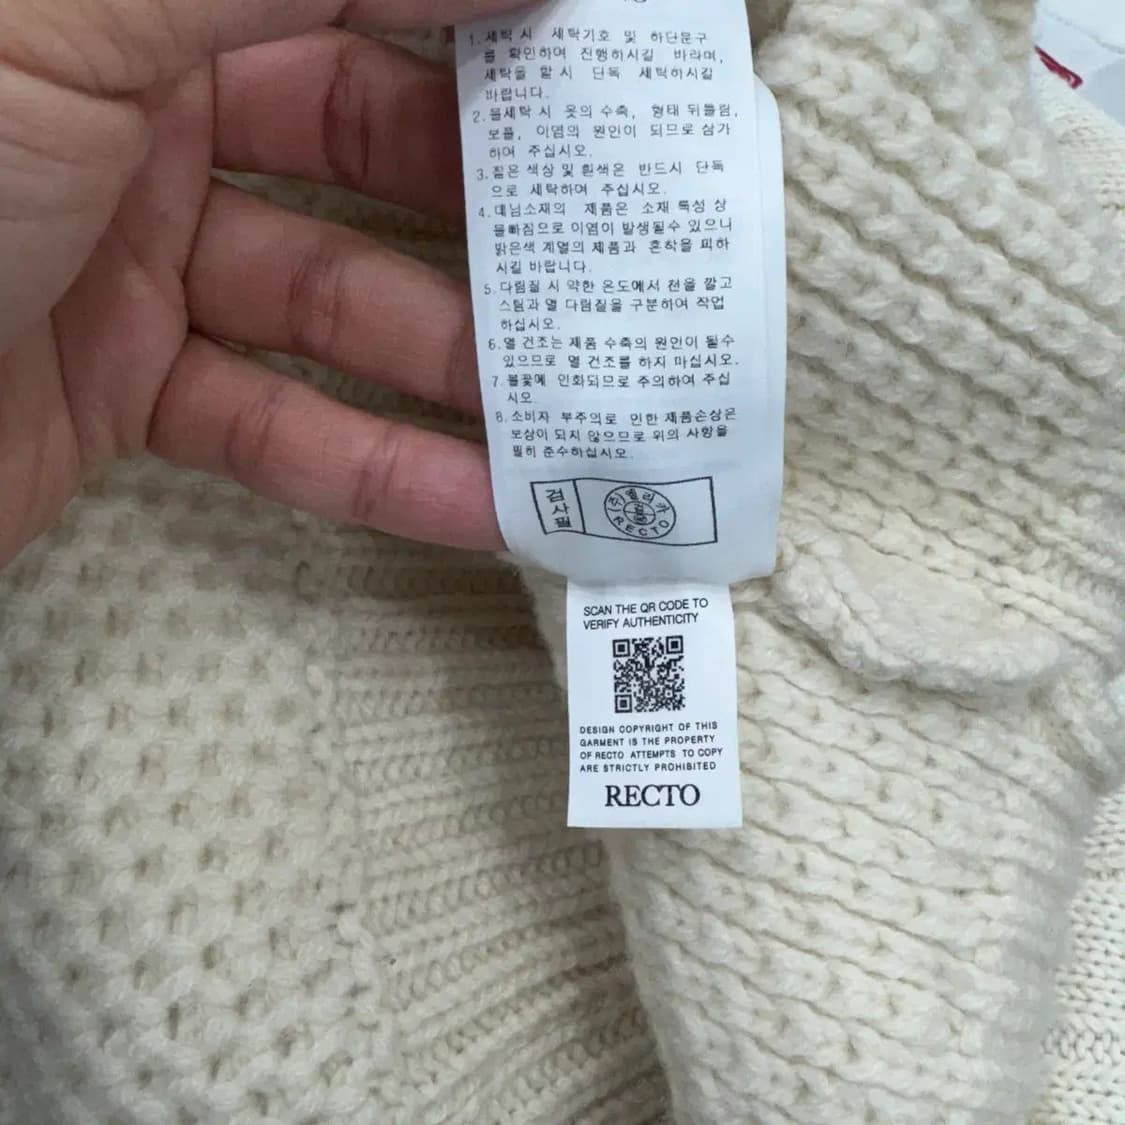 1. 세탁 시 세탁기호 및 하단문구
를 확인하여 진행하시길 바라며,
세탁을 할 시 단독 세탁하시길
바랍니다.
2. 물세탁 시 옷의 수축, 형태 뒤틀림,
보풀, 이염의 원인이 되므로 삼가
하여 주십시오.
3. 짙은 색상 및 흰색은 반드시 단독
으로 세탁하여 주십시오.
4. 데님소재의 제품은 소재 특성 상
물빠짐으로 이염이 발생될수 있으니
밝은색 계열의 제품과 혼착을 피하
시길 바랍니다.
5. 다림질 시 약한 온도에서 천을 깔고
스팀과 열 다림질을 구분하여 작업
하십시오.
6. 열 건조는 제품 수축의 원인이 될수
있으므로 열 건조를 하지 마십시오.
7. 불꽃에 인화되므로 주의하여 주십
시오.
8. 소비자 부주의로 인한 제품손상은
보상이 되지 않으므로 위의 사항을
필히 준수하십시오.
검사필
(주)엘리카
RECTO
SCAN THE QR CODE TO
VERIFY AUTHENTICITY
DESIGN COPYRIGHT OF THIS
GARMENT IS THE PROPERTY
OF RECTO ATTEMPTS TO COPY
ARE STRICTLY PROHIBITED
RECTO